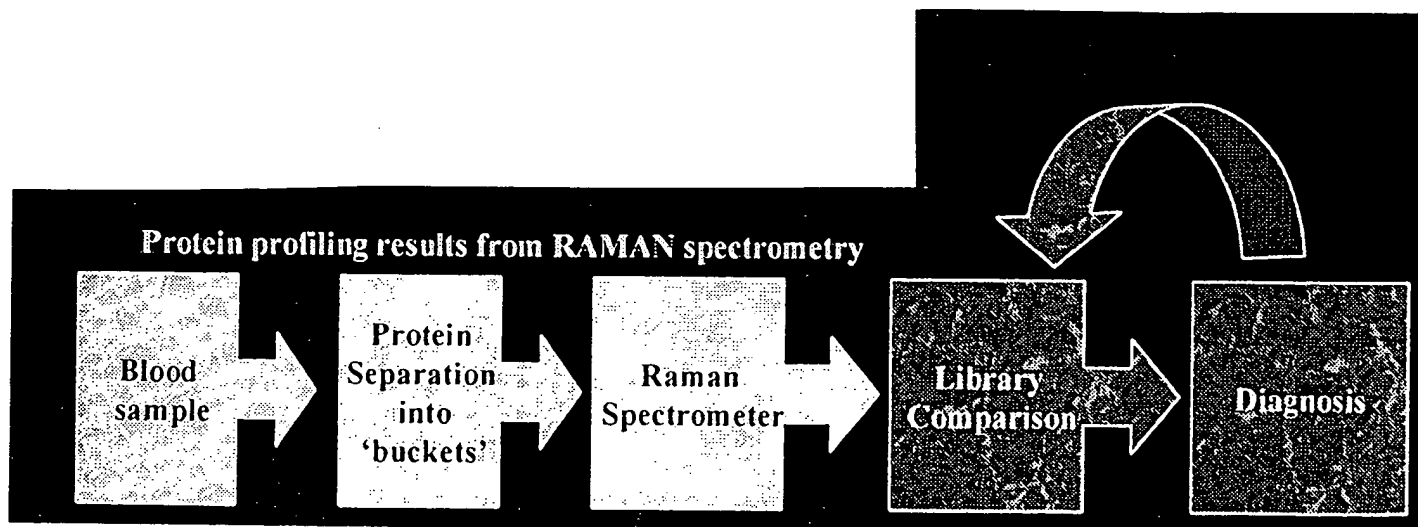 Protein profiling results from RAMAN spectrometry
Blood
sample
Protein
Separation
into
‘buckets’
Raman
Spectrometer
Library
Comparison
Diagnosis